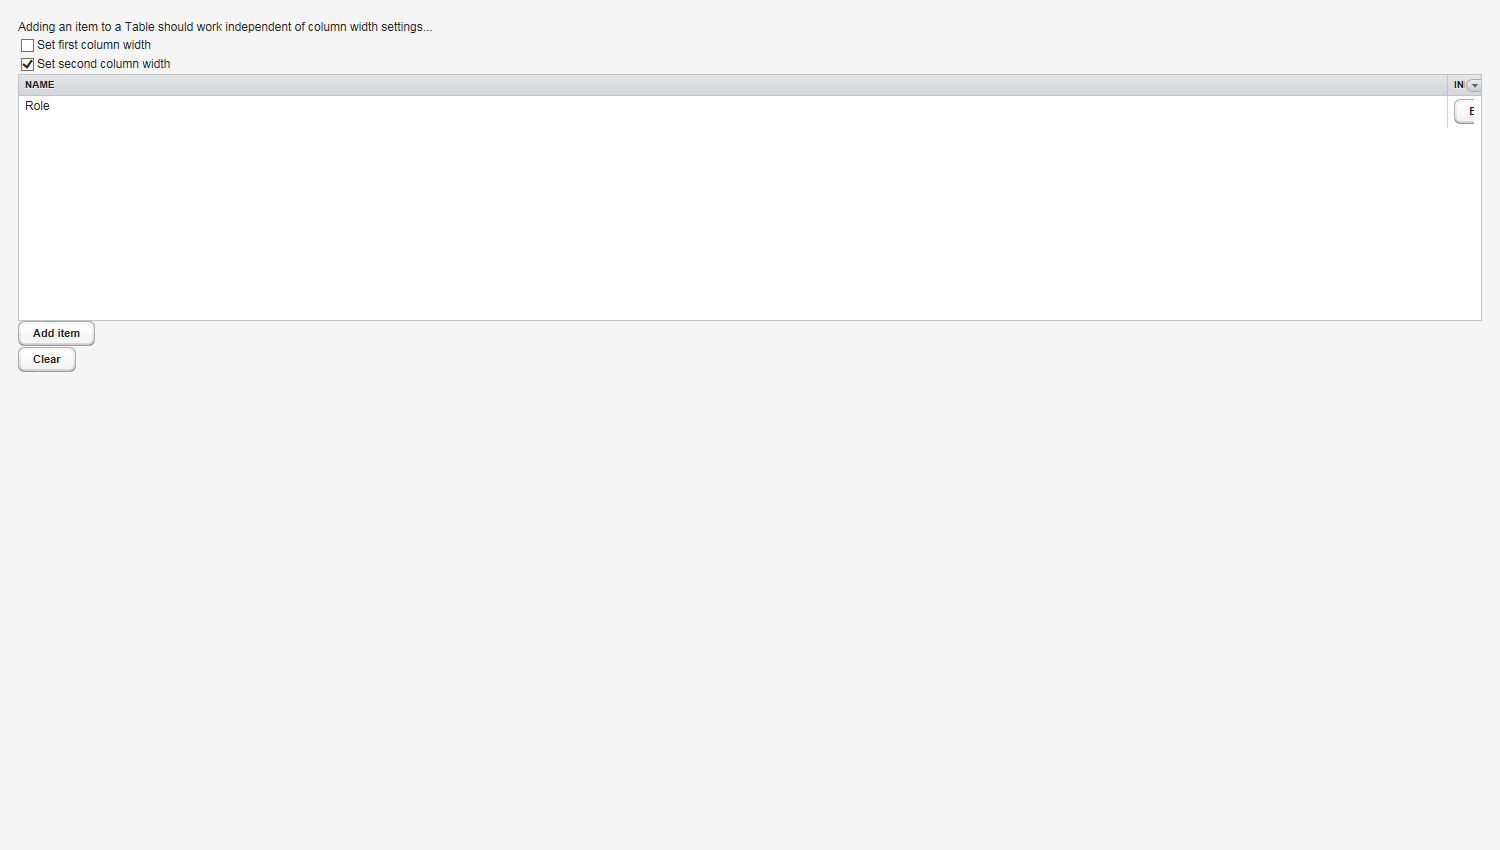 Adding an item to a Table should work independent of column width settings...
Set first column width
Set second column width
NAME
Role
Add item
Clear